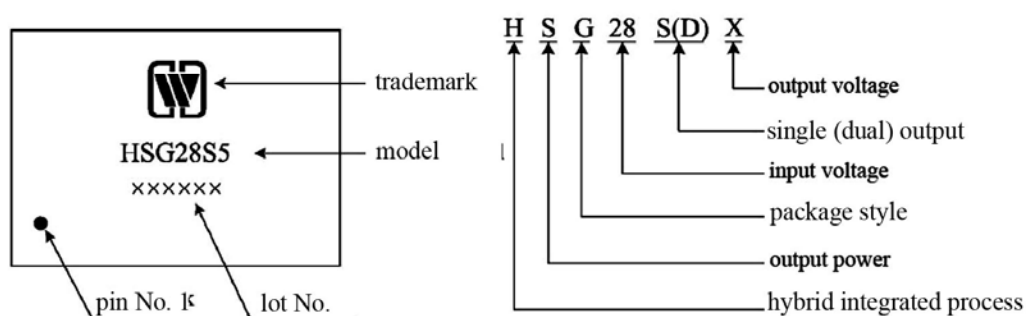 trademark
HSG28S5
model
××××××
pin No. 1
lot No.
H S G 28 S(D) X
output voltage
single (dual) output
input voltage
package style
output power
hybrid integrated process